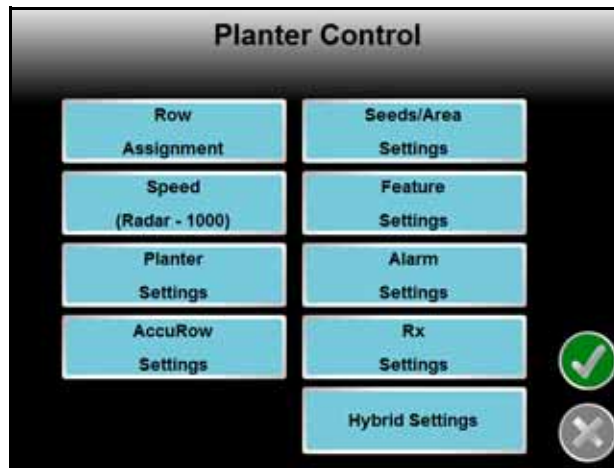 Planter Control
Row
Assignment
Seeds/Area
Settings
Speed
(Radar - 1000)
Feature
Settings
Planter
Settings
Alarm
Settings
AccuRow
Settings
Rx
Settings
Hybrid Settings